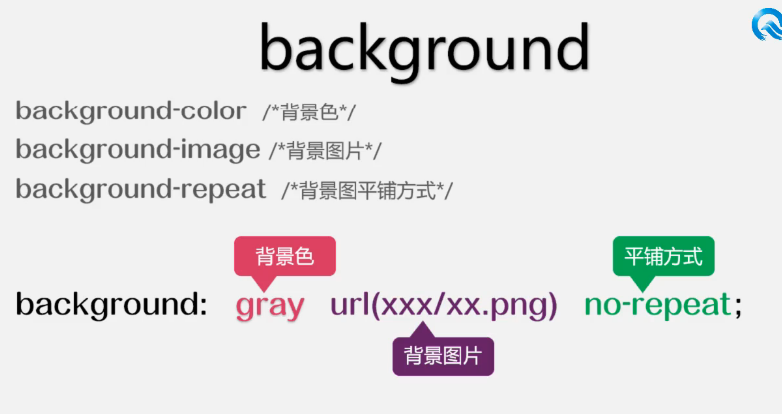 background
background-color /*背景色*/
background-image /*背景图片*/
background-repeat /*背景图平铺方式*/
背景色 平铺方式
background: gray url(xxx/xx.png) no-repeat;
背景图片